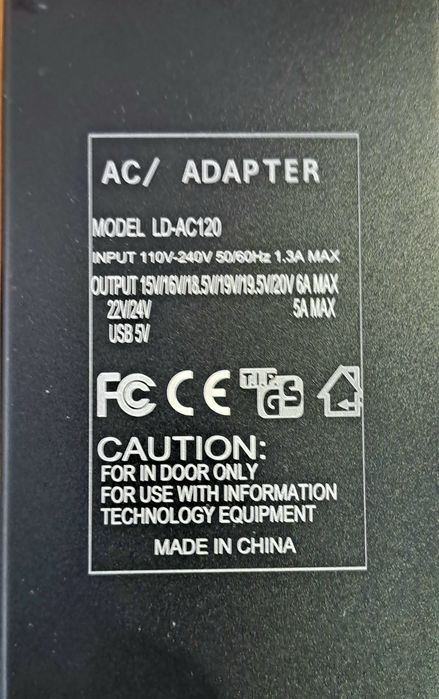 AC/ ADAPTER
MODEL LD-AC120
INPUT 110V-240V 50/60Hz 1.3A MAX
OUTPUT 15V/16V/18.5V/19V/19.5V/20V 6A MAX
22V/24V 5A MAX
USB 5V
FC CE T.I.P. GS
CAUTION:
FOR IN DOOR ONLY
FOR USE WITH INFORMATION
TECHNOLOGY EQUIPMENT
MADE IN CHINA